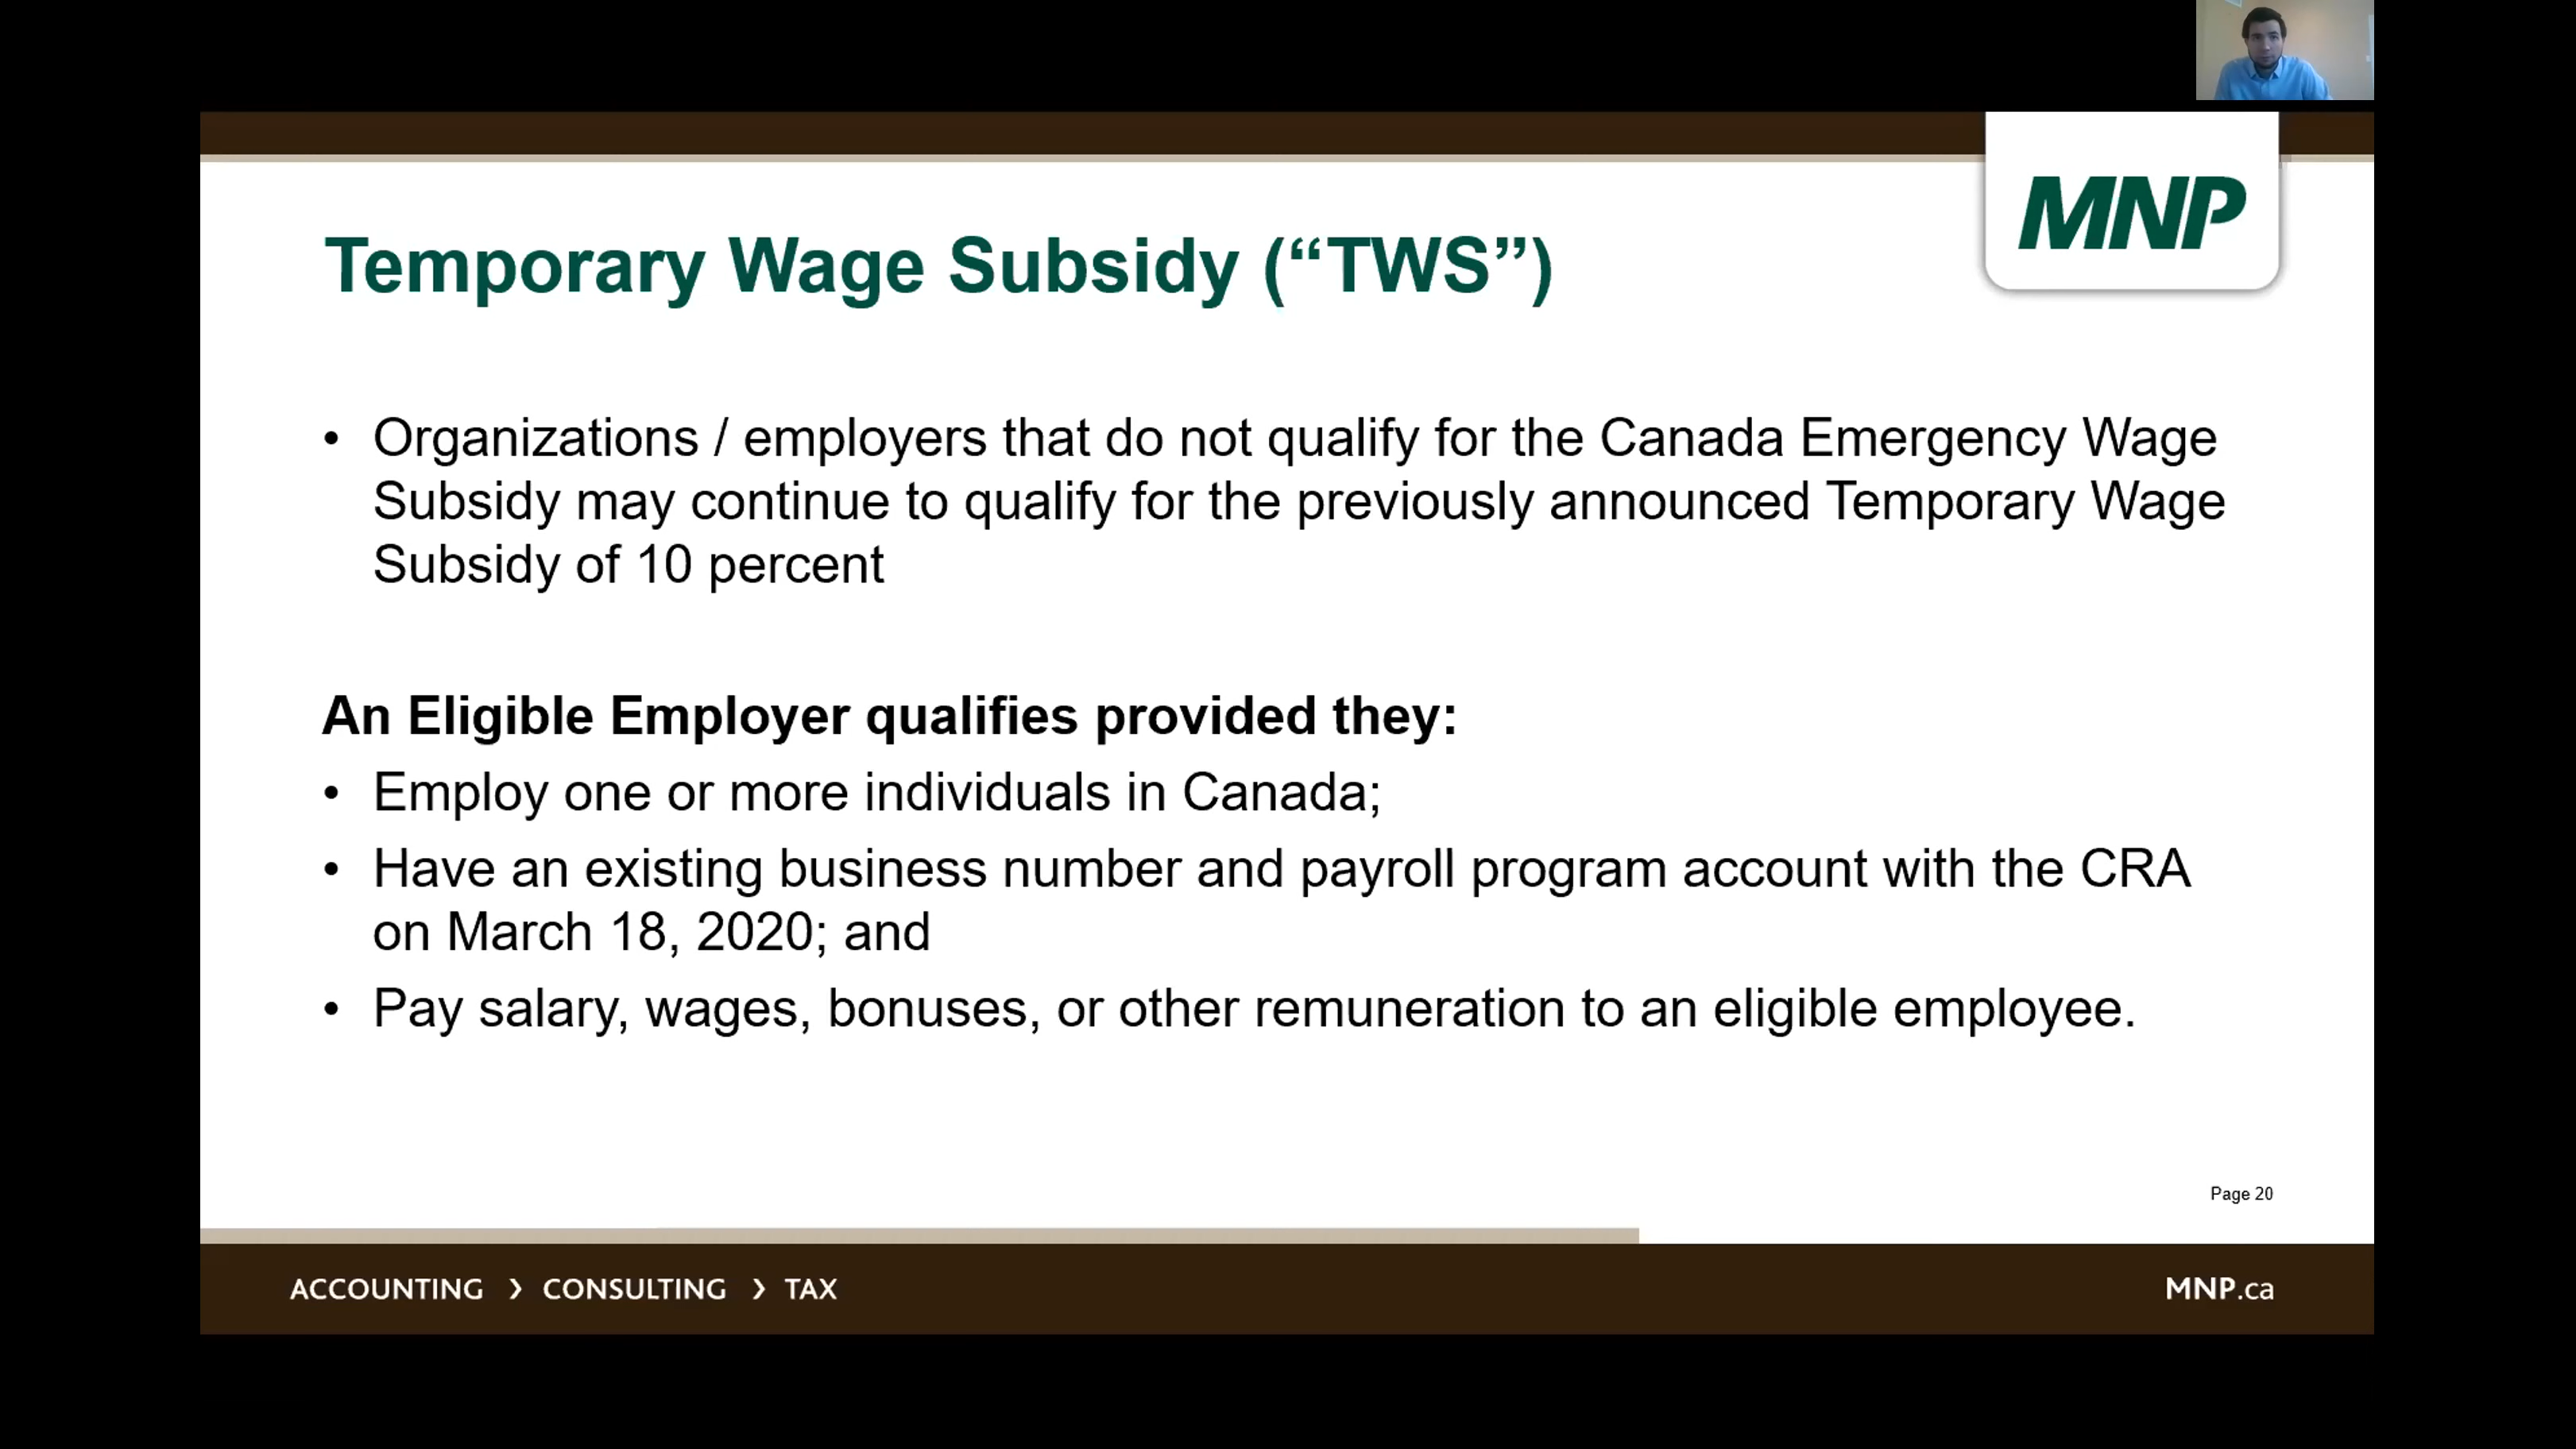 MNP
Temporary Wage Subsidy (“TWS”)
• Organizations / employers that do not qualify for the Canada Emergency Wage
Subsidy may continue to qualify for the previously announced Temporary Wage
Subsidy of 10 percent
An Eligible Employer qualifies provided they:
• Employ one or more individuals in Canada;
• Have an existing business number and payroll program account with the CRA
on March 18, 2020; and
• Pay salary, wages, bonuses, or other remuneration to an eligible employee.
Page 20
ACCOUNTING › CONSULTING › TAX
MNP.ca